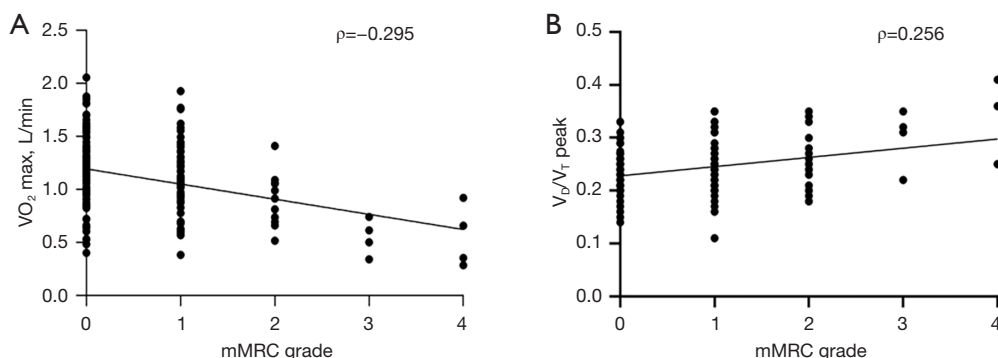 A
ρ=–0.295
VO₂ max, L/min
2.5
2.0
1.5
1.0
0.5
0.0
0 1 2 3 4
mMRC grade
B
ρ=0.256
V_D/V_T peak
0.5
0.4
0.3
0.2
0.1
0.0
0 1 2 3 4
mMRC grade